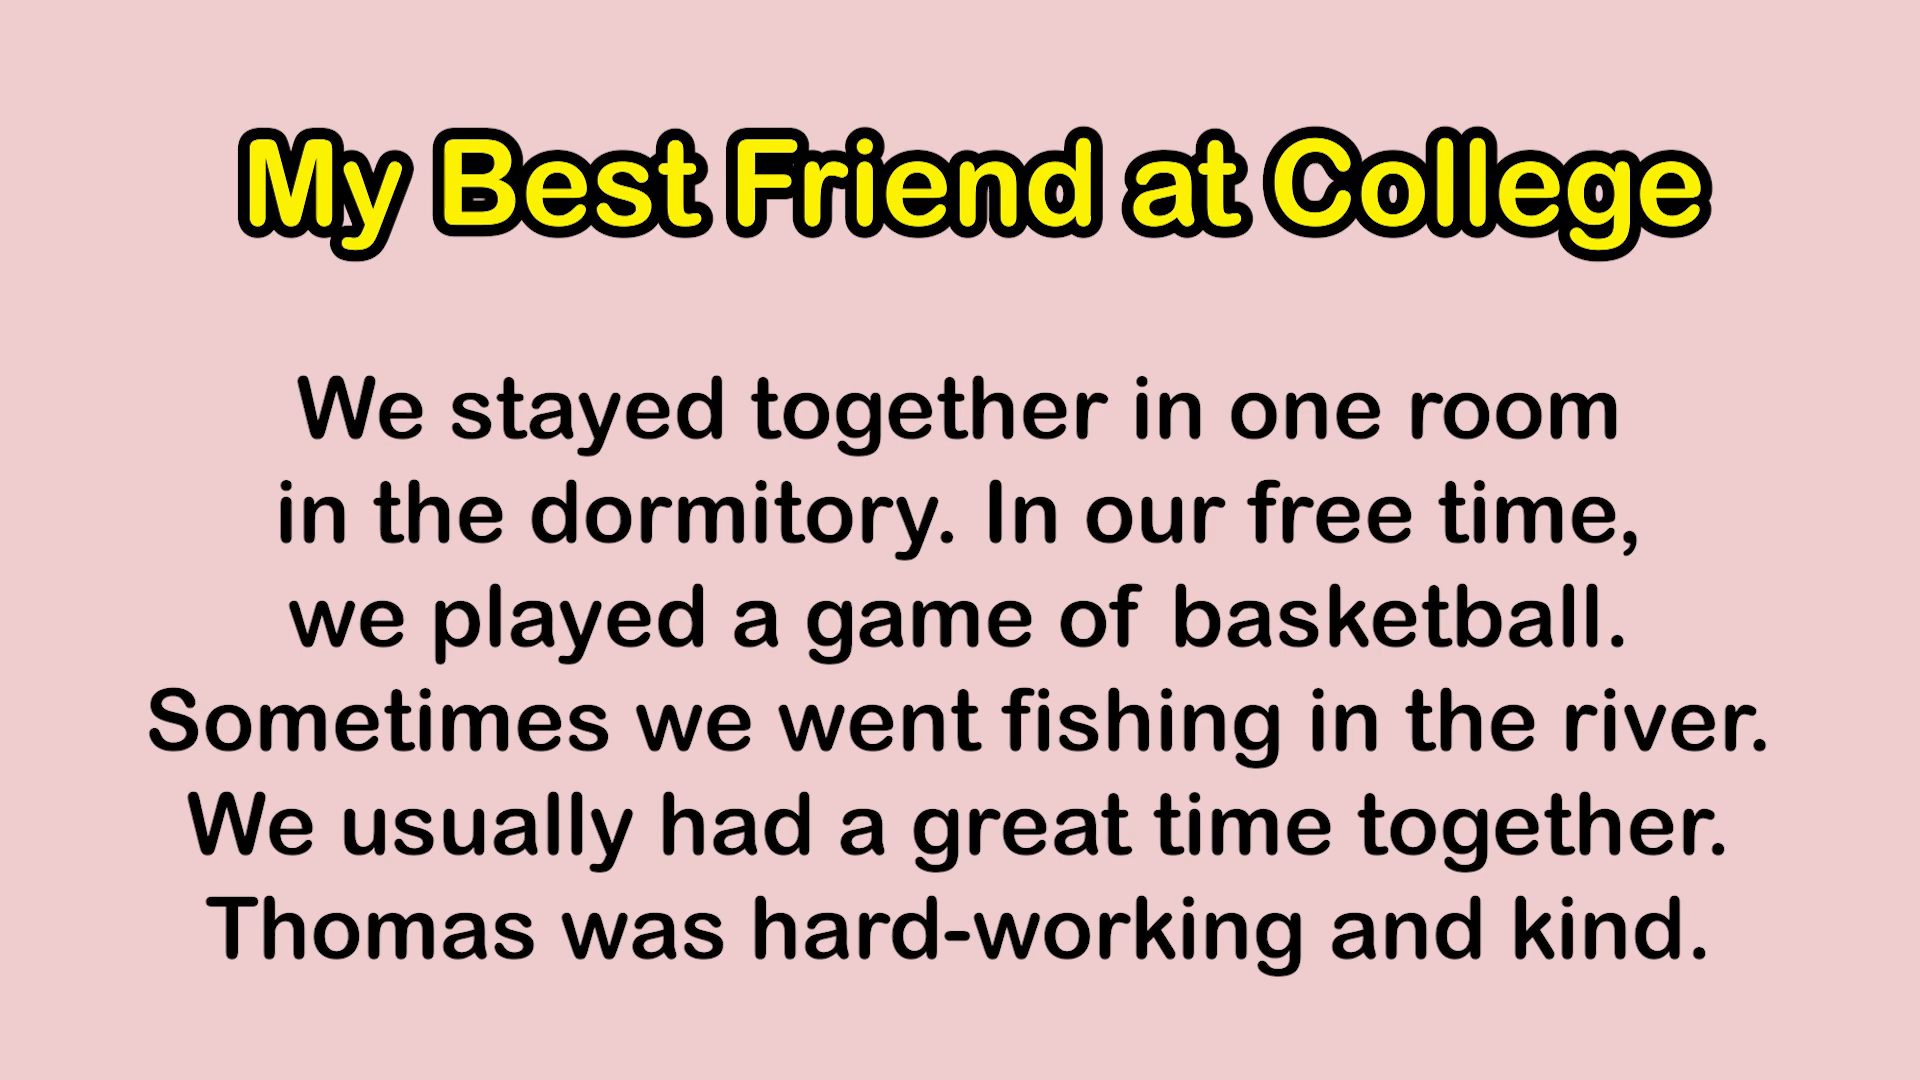 My Best Friend at College
We stayed together in one room
in the dormitory. In our free time,
we played a game of basketball.
Sometimes we went fishing in the river.
We usually had a great time together.
Thomas was hard-working and kind.